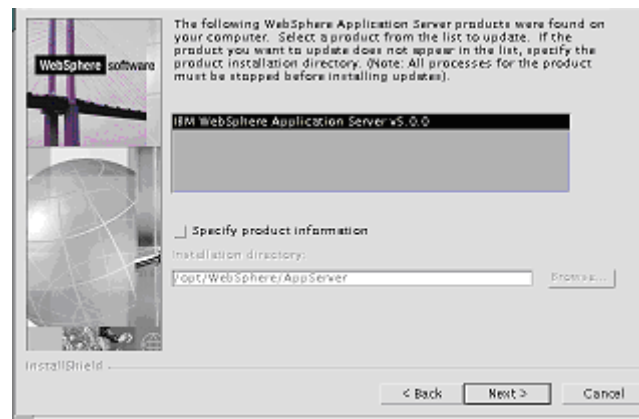 The following WebSphere Application Server products were found on
your computer. Select a product from the list to update. If the
product you want to update does not appear in the list, specify the
product installation directory. (Note: All processes for the product
must be stopped before installing updates).
WebSphere software
IBM WebSphere Application Server v5.0.0
Specify product information
Installation directory:
/opt/WebSphere/AppServer
Browse...
InstallShield
< Back
Next >
Cancel